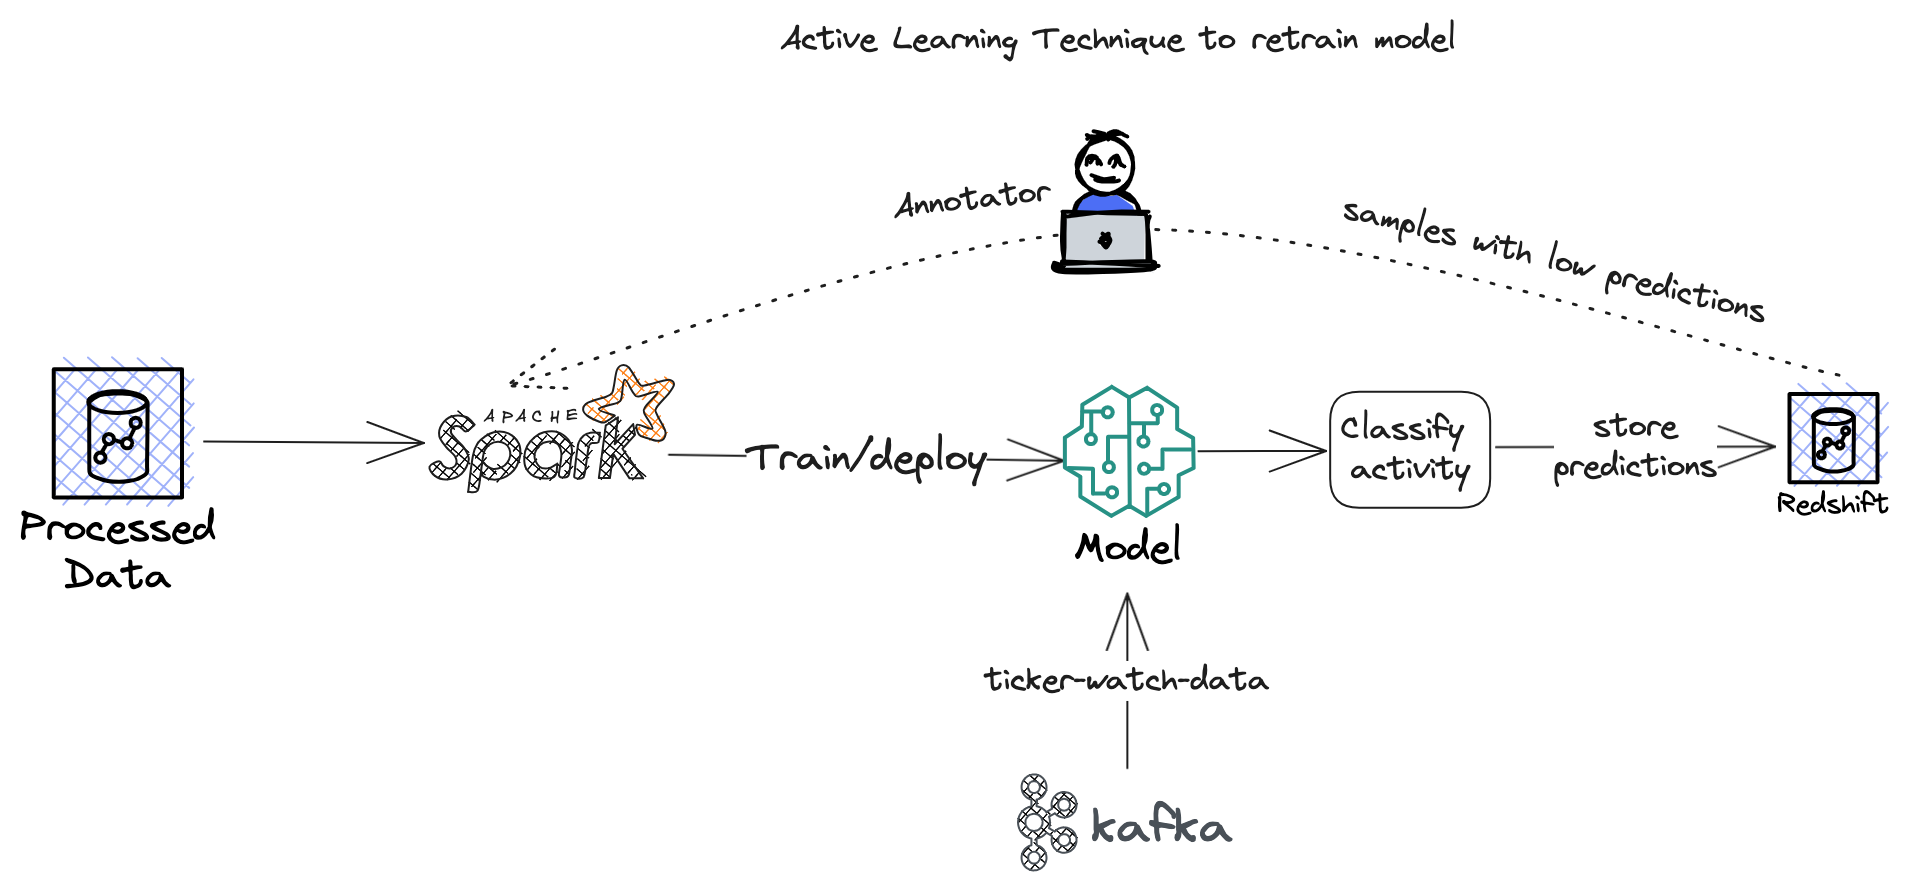 Active Learning Technique to retrain model
Annotator
samples with low predictions
APACHE
Spark
Processed
Data
Train/deploy
Model
Classify
activity
store
predictions
Redshift
ticker-watch-data
kafka